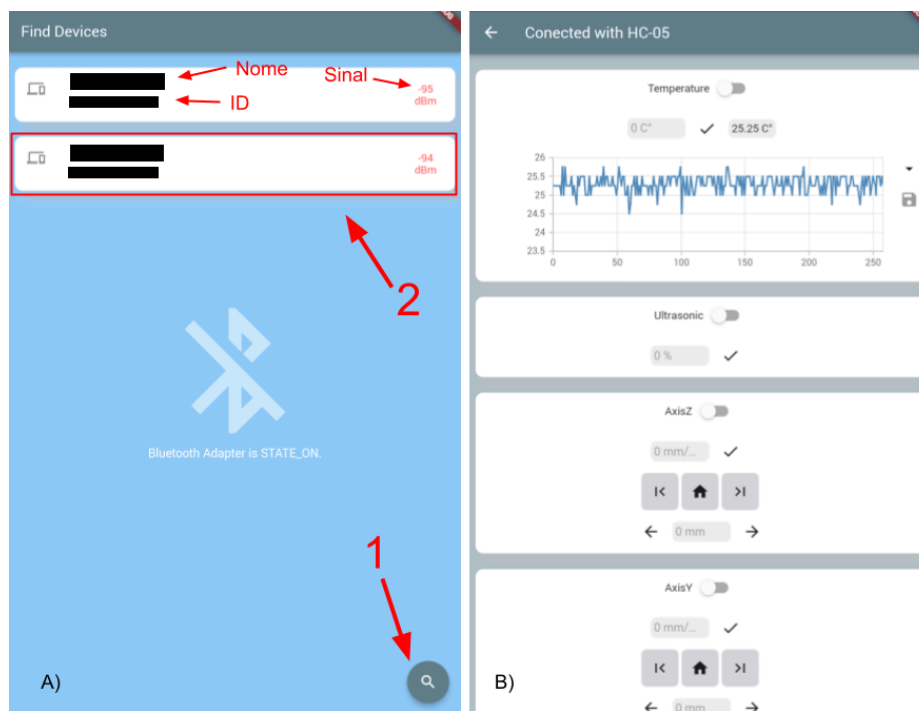 Find Devices
Nome
Sinal
-95
dBm
ID
-94
dBm
2
Bluetooth Adapter is STATE_ON.
1
A)
Conected with HC-05
Temperature
0 C°
25.25 C°
26
25.5
25
24.5
24
23.5
0 50 100 150 200 250
Ultrasonic
0 %
AxisZ
0 mm/...
0 mm
AxisY
0 mm/...
0 mm
B)